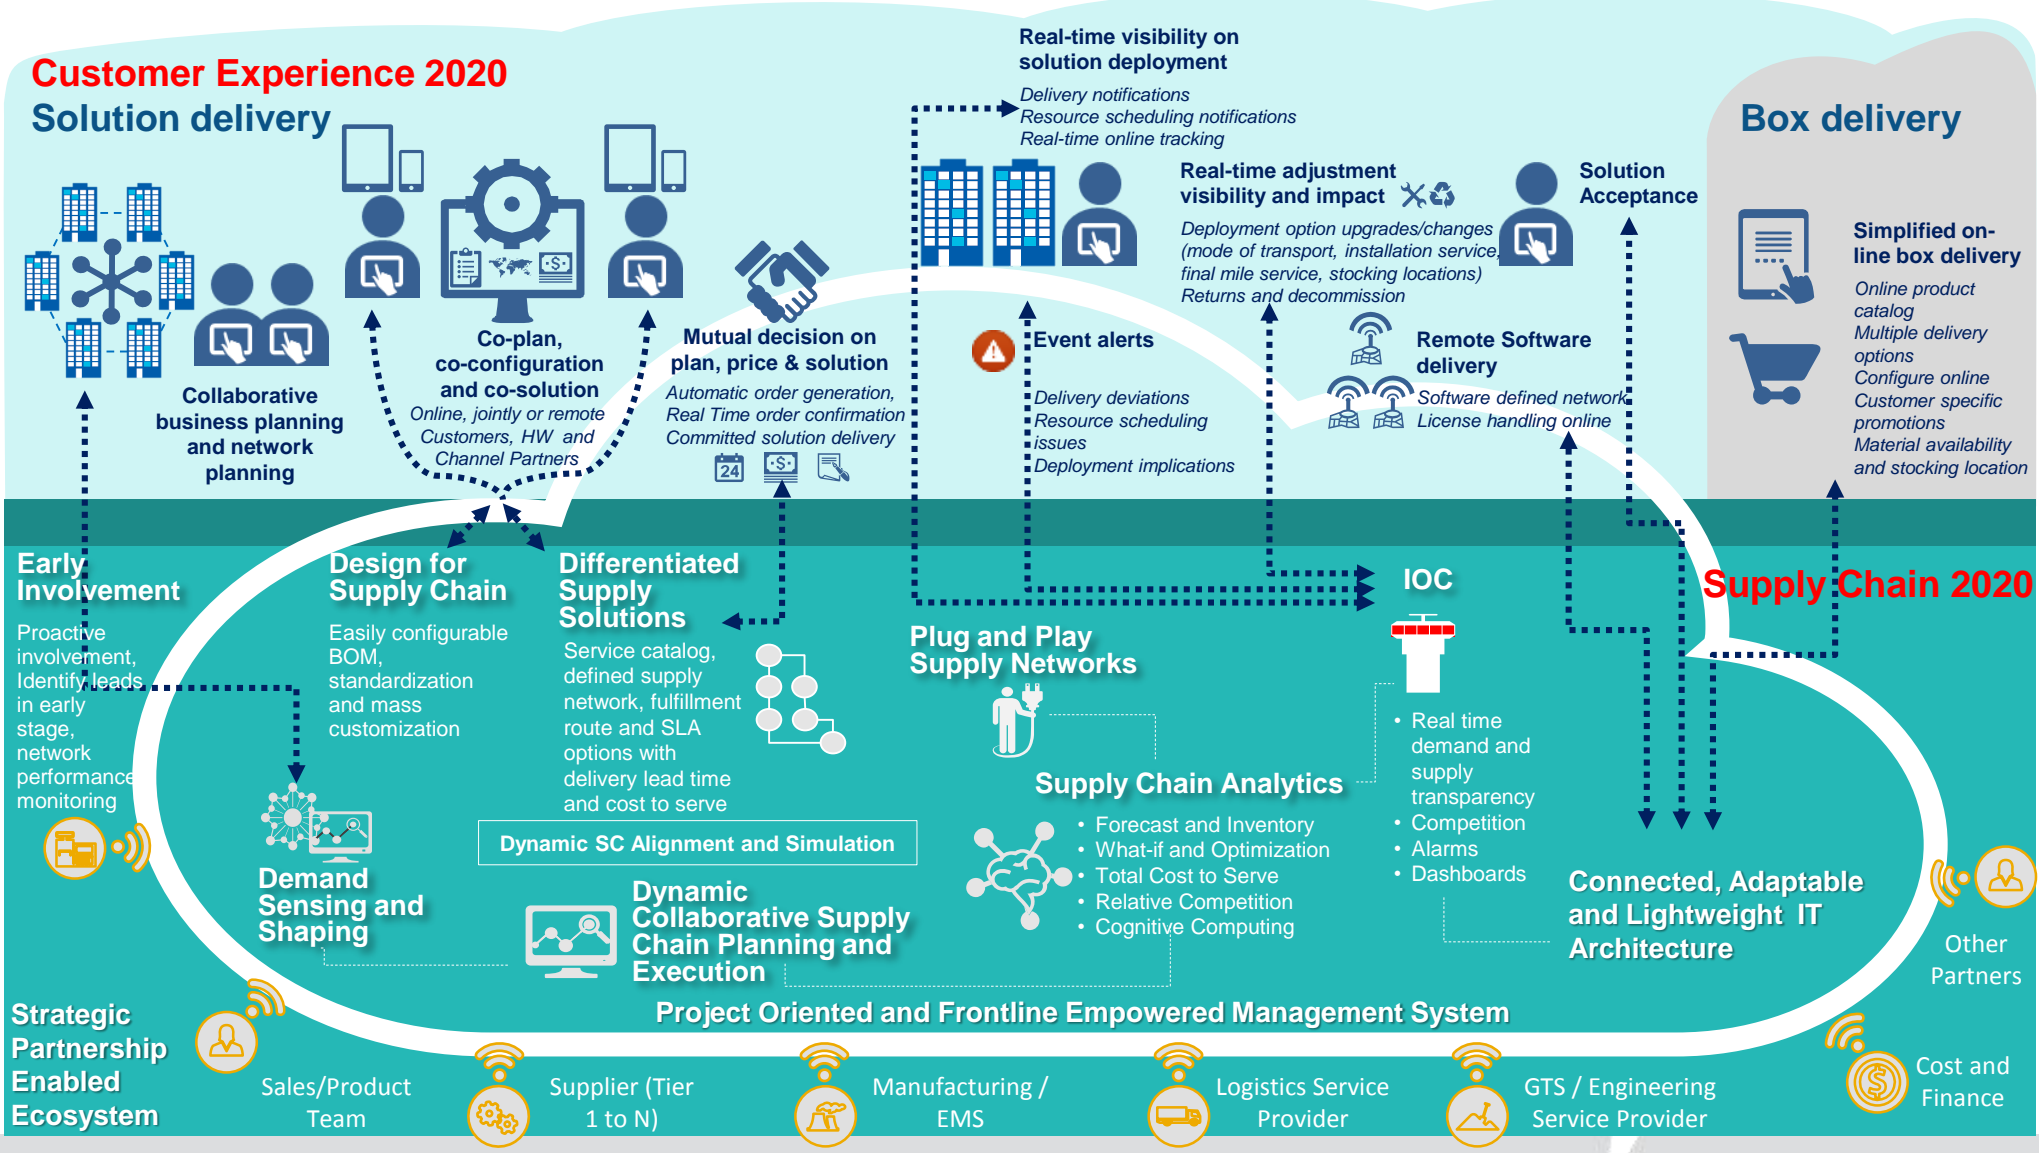 Customer Experience 2020
Solution delivery
Collaborative
business planning
and network
planning
Co-plan,
co-configuration
and co-solution
Online, jointly or remote
Customers, HW and
Channel Partners
Mutual decision on
plan, price & solution
Automatic order generation,
Real Time order confirmation
Committed solution delivery
24
$
Real-time visibility on
solution deployment
Delivery notifications
Resource scheduling notifications
Real-time online tracking
Event alerts
Delivery deviations
Resource scheduling
issues
Deployment implications
Real-time adjustment
visibility and impact
Deployment option upgrades/changes
(mode of transport, installation service,
final mile service, stocking locations)
Returns and decommission
Remote Software
delivery
Software defined network
License handling online
Solution
Acceptance
Box delivery
Simplified on-
line box delivery
Online product
catalog
Multiple delivery
options
Configure online
Customer specific
promotions
Material availability
and stocking location
Supply Chain 2020
Early
Involvement
Proactive
involvement,
Identify leads
in early
stage,
network
performance
monitoring
Design for
Supply Chain
Easily configurable
BOM,
standardization
and mass
customization
Differentiated
Supply
Solutions
Service catalog,
defined supply
network, fulfillment
route and SLA
options with
delivery lead time
and cost to serve
Plug and Play
Supply Networks
IOC
• Real time
demand and
supply
transparency
• Competition
• Alarms
• Dashboards
Supply Chain Analytics
• Forecast and Inventory
• What-if and Optimization
• Total Cost to Serve
• Relative Competition
• Cognitive Computing
Dynamic SC Alignment and Simulation
Demand
Sensing and
Shaping
Dynamic
Collaborative Supply
Chain Planning and
Execution
Connected, Adaptable
and Lightweight IT
Architecture
Project Oriented and Frontline Empowered Management System
Strategic
Partnership
Enabled
Ecosystem
Sales/Product
Team
Supplier (Tier
1 to N)
Manufacturing /
EMS
Logistics Service
Provider
GTS / Engineering
Service Provider
$
Cost and
Finance
Other
Partners